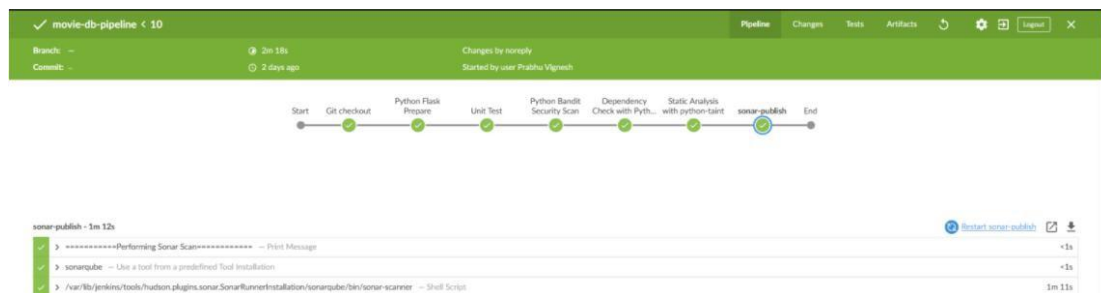 movie-db-pipeline < 10
Pipeline Changes Tests Artifacts Logout
Branch: — 2m 18s Changes by noreply
Commit: — 2 days ago Started by user Prabhu Vignesh
Start Git checkout Python Flask Prepare Unit Test Python Bandit Security Scan Dependency Check with Pyth... Static Analysis with python-taint sonar-publish End
sonar-publish - 1m 12s Restart sonar-publish
> ===========Performing Sonar Scan============ — Print Message <1s
> sonarqube — Use a tool from a predefined Tool Installation <1s
> /var/lib/jenkins/tools/hudson.plugins.sonar.SonarRunnerInstallation/sonarqube/bin/sonar-scanner — Shell Script 1m 11s